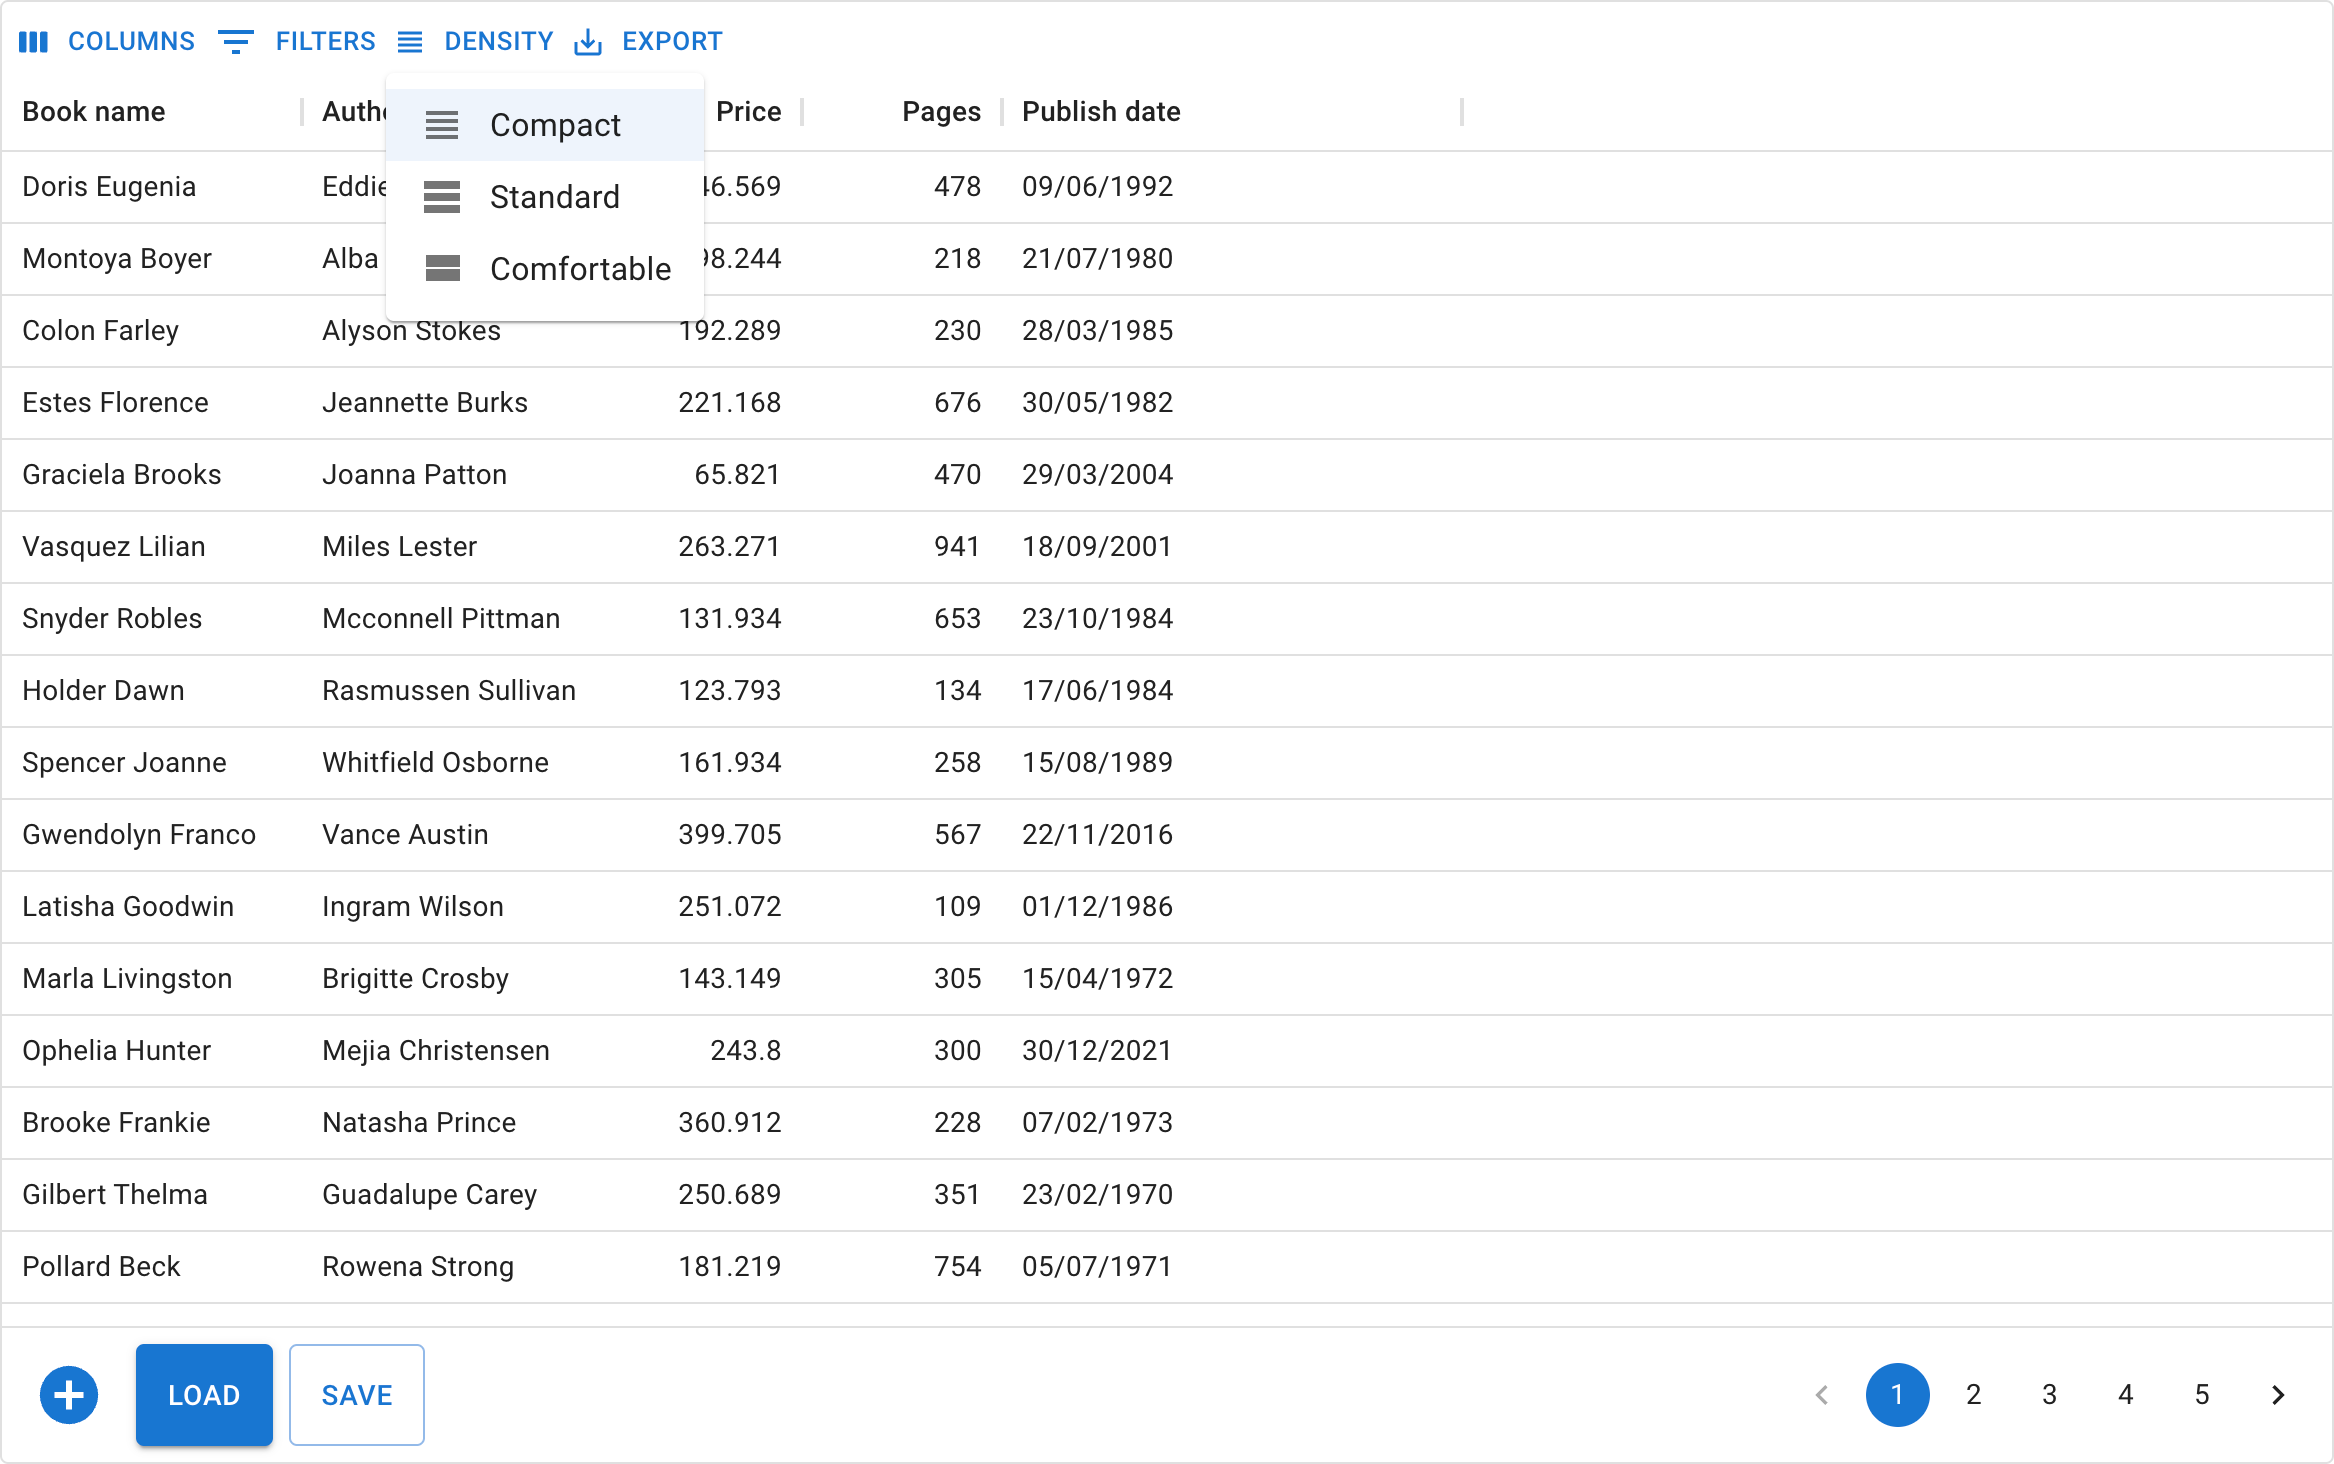 COLUMNS FILTERS DENSITY EXPORT
Book name Price Pages Publish date
Compact
Doris Eugenia 478 09/06/1992
Standard
Montoya Boyer Alba 218 21/07/1980
Comfortable
Colon Farley Alyson Stokes 192.289 230 28/03/1985
Estes Florence Jeannette Burks 221.168 676 30/05/1982
Graciela Brooks Joanna Patton 65.821 470 29/03/2004
Vasquez Lilian Miles Lester 263.271 941 18/09/2001
Snyder Robles Mcconnell Pittman 131.934 653 23/10/1984
Holder Dawn Rasmussen Sullivan 123.793 134 17/06/1984
Spencer Joanne Whitfield Osborne 161.934 258 15/08/1989
Gwendolyn Franco Vance Austin 399.705 567 22/11/2016
Latisha Goodwin Ingram Wilson 251.072 109 01/12/1986
Marla Livingston Brigitte Crosby 143.149 305 15/04/1972
Ophelia Hunter Mejia Christensen 243.8 300 30/12/2021
Brooke Frankie Natasha Prince 360.912 228 07/02/1973
Gilbert Thelma Guadalupe Carey 250.689 351 23/02/1970
Pollard Beck Rowena Strong 181.219 754 05/07/1971
LOAD SAVE 1 2 3 4 5